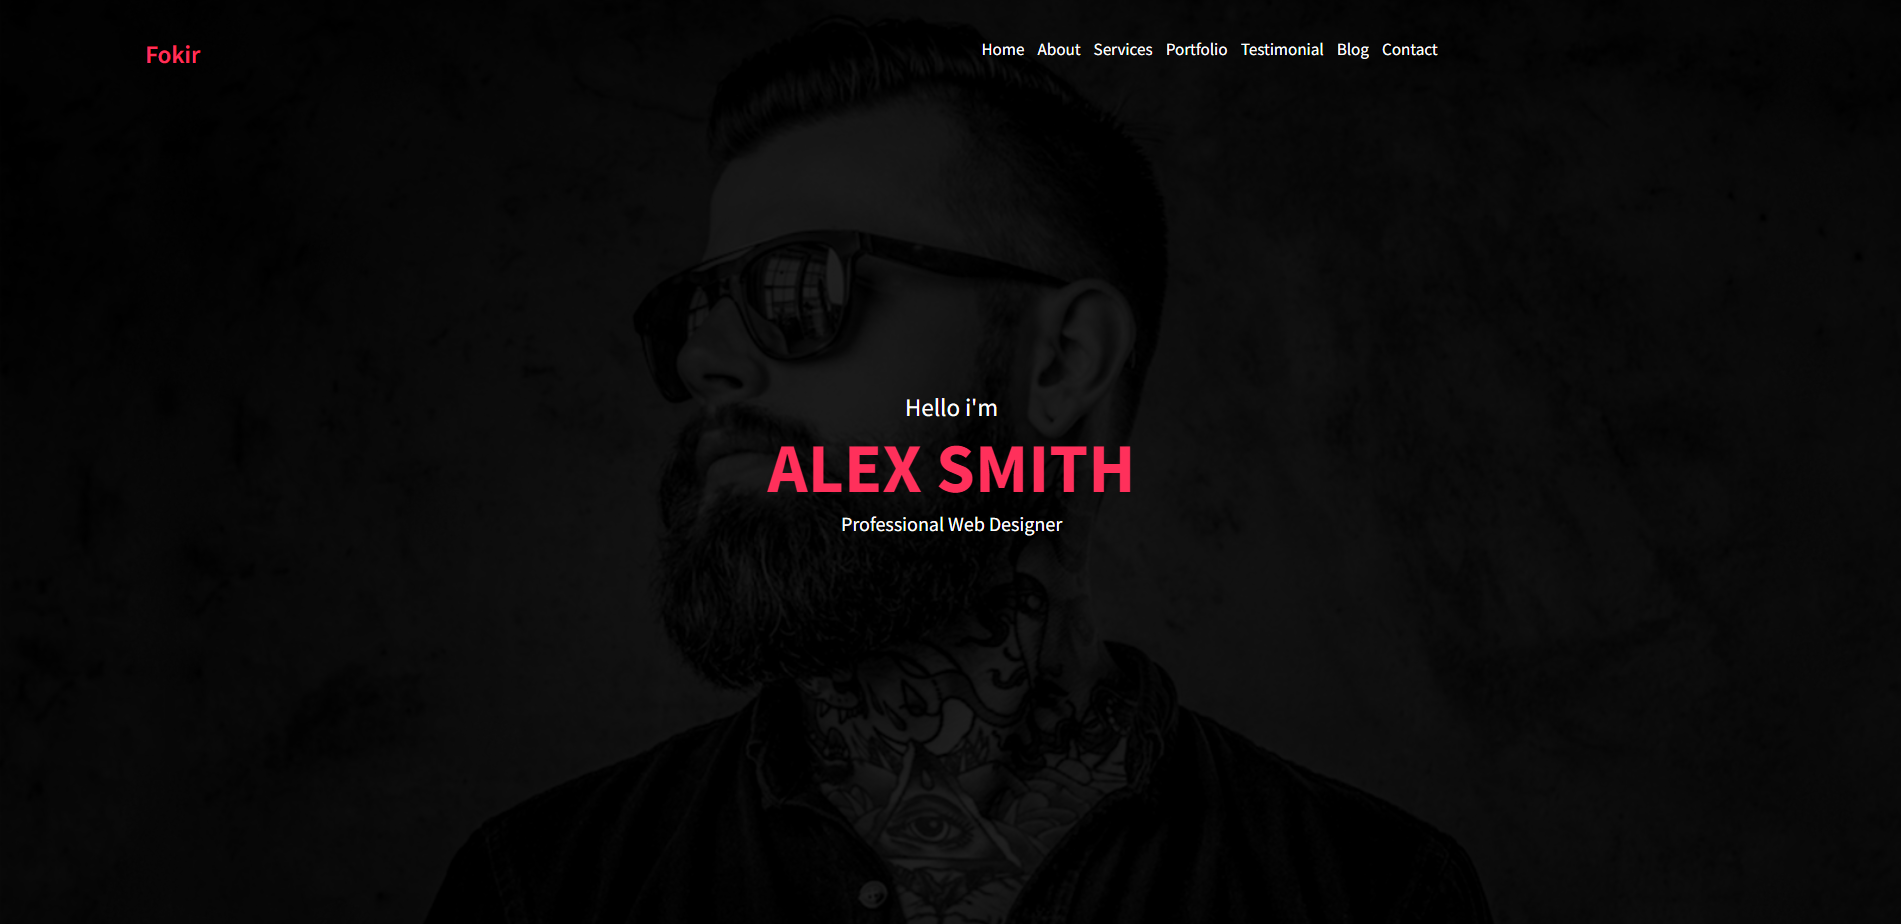 Fokir
Home About Services Portfolio Testimonial Blog Contact
Hello i'm
ALEX SMITH
Professional Web Designer